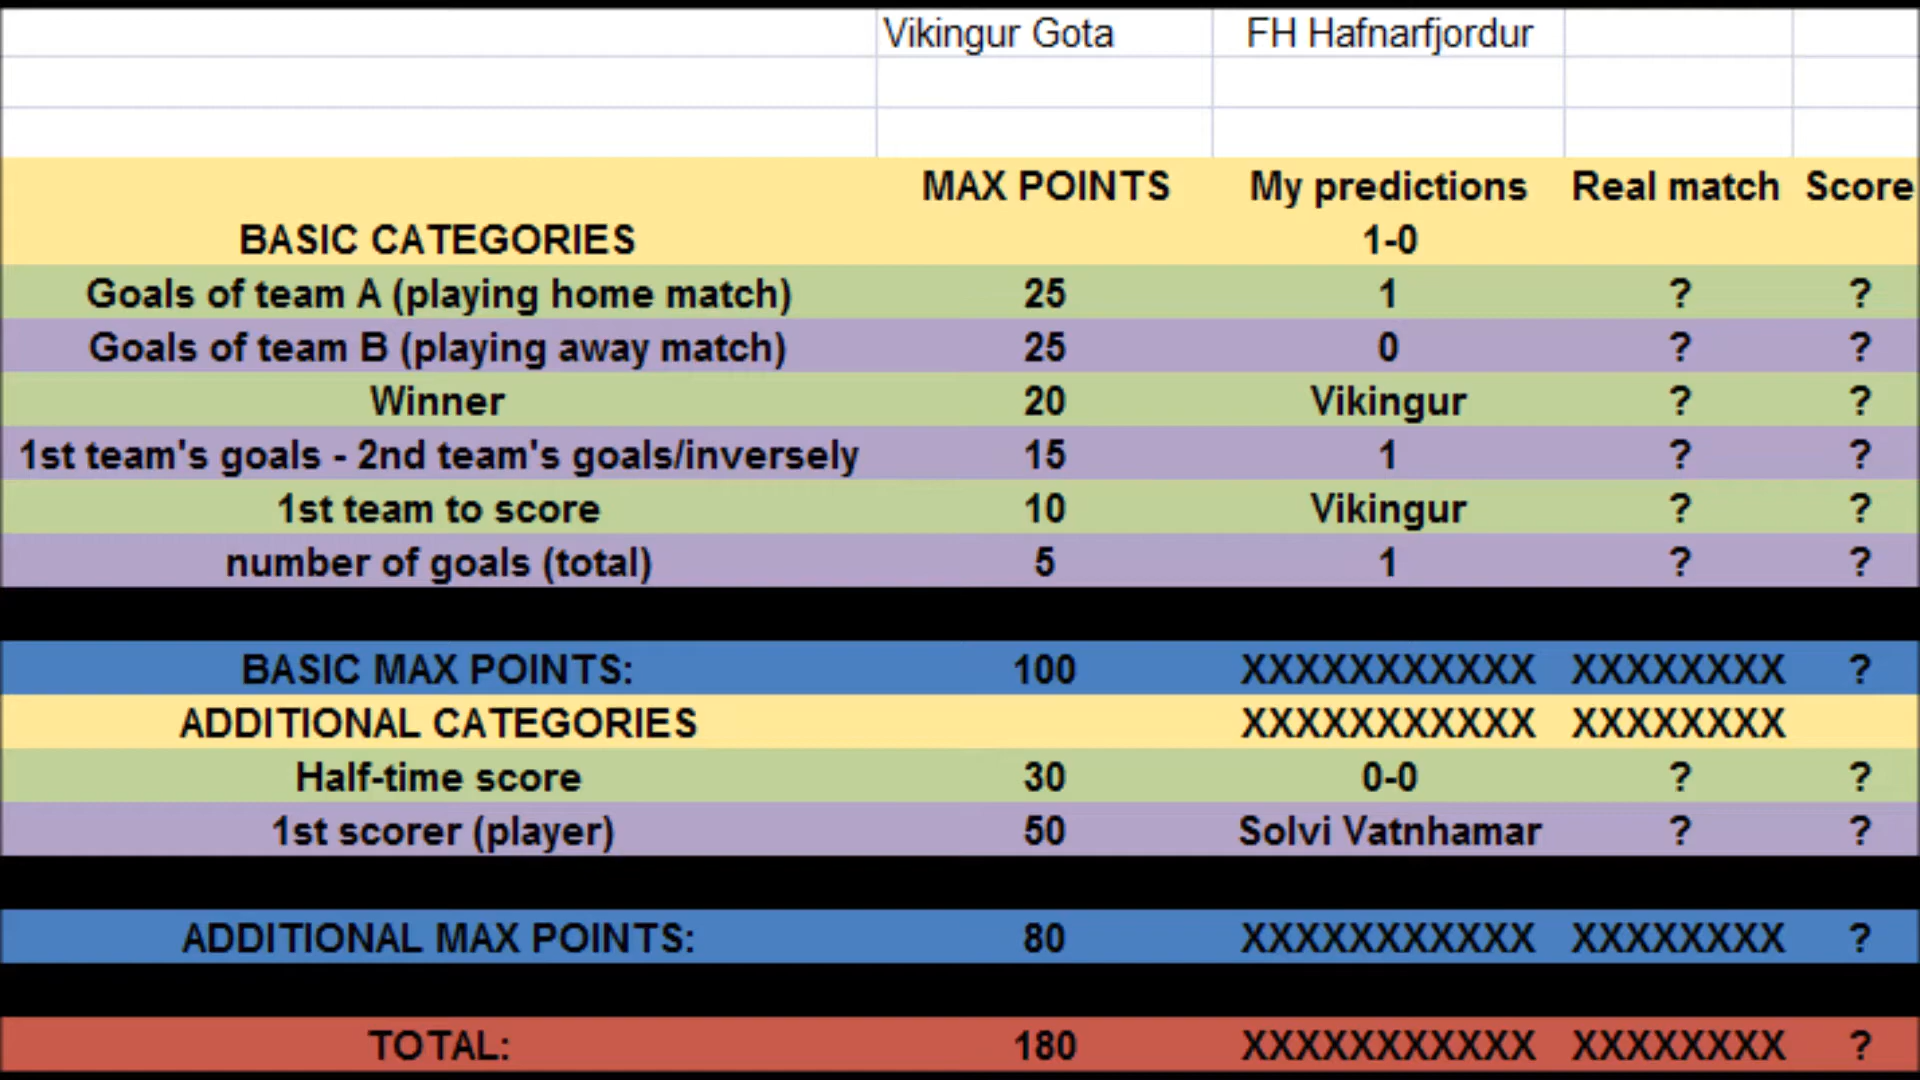 Vikingur Gota FH Hafnarfjordur
MAX POINTS My predictions Real match Score
BASIC CATEGORIES 1-0
Goals of team A (playing home match) 25 1 ? ?
Goals of team B (playing away match) 25 0 ? ?
Winner 20 Vikingur ? ?
1st team's goals - 2nd team's goals/inversely 15 1 ? ?
1st team to score 10 Vikingur ? ?
number of goals (total) 5 1 ? ?
BASIC MAX POINTS: 100 XXXXXXXXXXX XXXXXXXX ?
ADDITIONAL CATEGORIES XXXXXXXXXXX XXXXXXXX
Half-time score 30 0-0 ? ?
1st scorer (player) 50 Solvi Vatnhamar ? ?
ADDITIONAL MAX POINTS: 80 XXXXXXXXXXX XXXXXXXX ?
TOTAL: 180 XXXXXXXXXXX XXXXXXXX ?